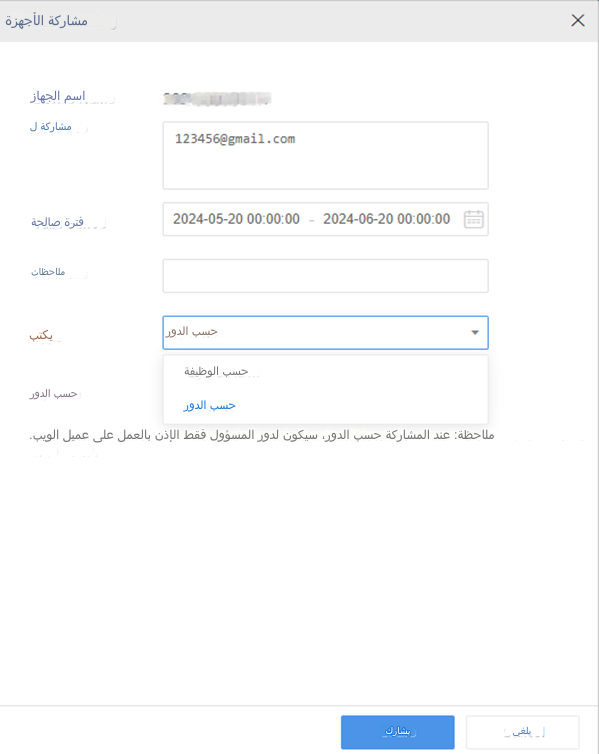 مشاركة الأجهزة
اسم الجهاز
مشاركة ل
123456@gmail.com
فترة صالحة
2024-05-20 00:00:00 – 2024-06-20 00:00:00
ملاحظات
يكتب
حسب الدور
حسب الوظيفة
حسب الدور
حسب الدور
ملاحظة: عند المشاركة حسب الدور، سيكون لدور المسؤول فقط الإذن بالعمل على عميل الويب.
يشارك
يلغي